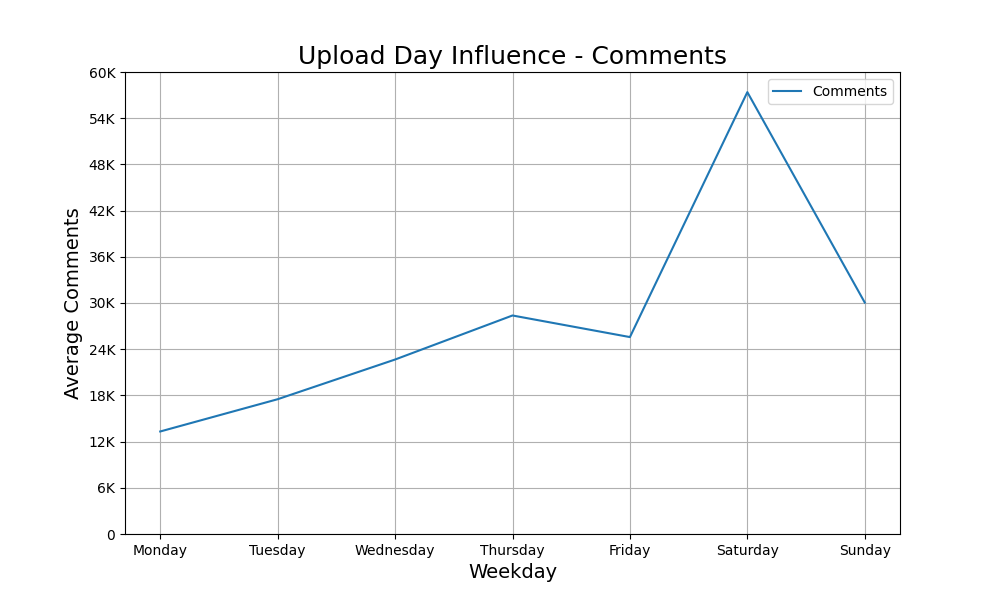 Upload Day Influence - Comments
Comments
60K
54K
48K
42K
36K
30K
24K
18K
12K
6K
0
Average Comments
Monday Tuesday Wednesday Thursday Friday Saturday Sunday
Weekday